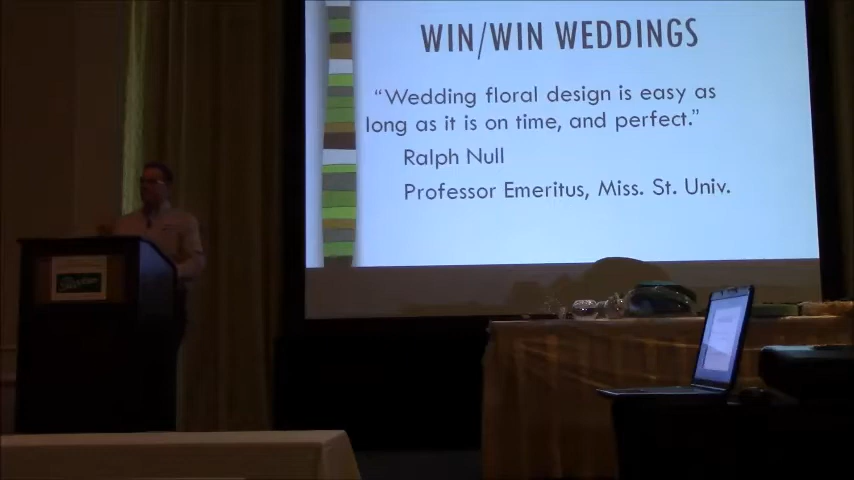 WIN/WIN WEDDINGS
“Wedding floral design is easy as
long as it is on time, and perfect.”
Ralph Null
Professor Emeritus, Miss. St. Univ.